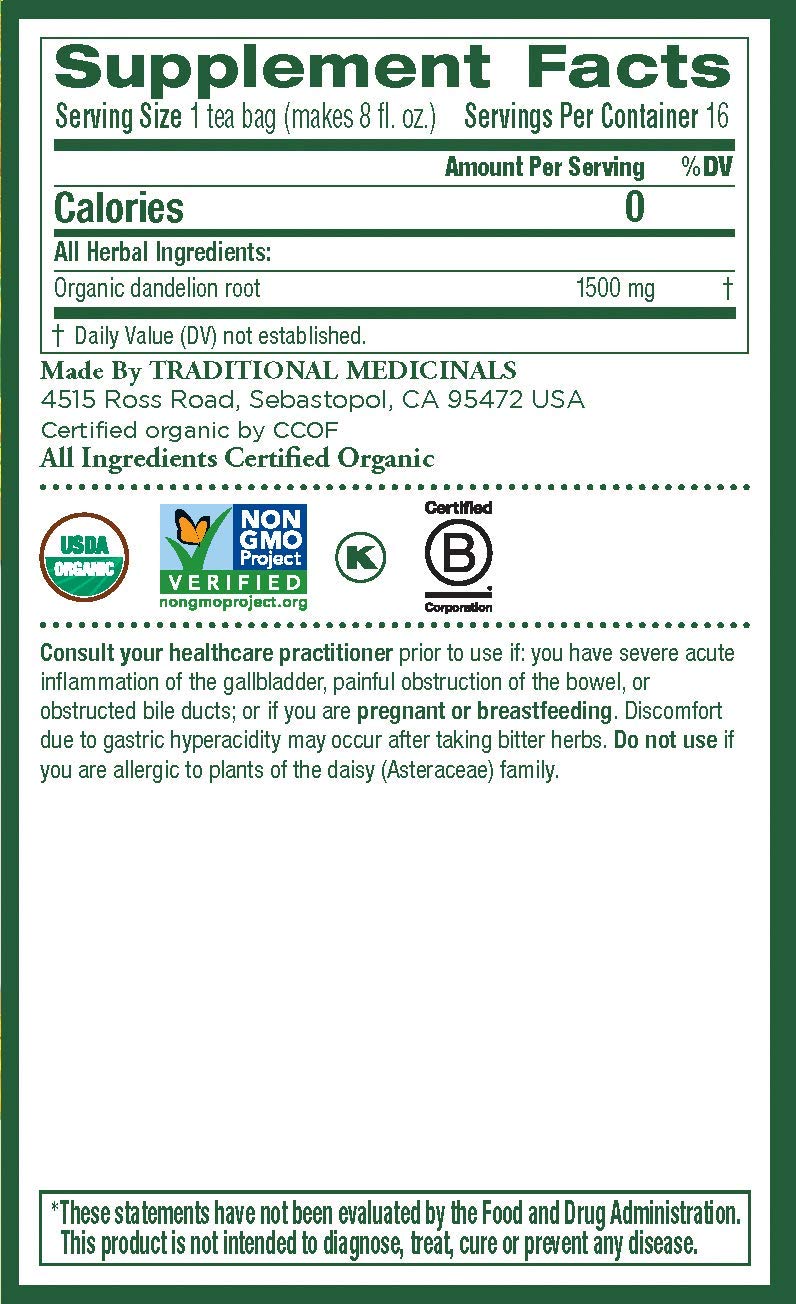 Supplement Facts
Serving Size 1 tea bag (makes 8 fl. oz.) Servings Per Container 16
Amount Per Serving %DV
Calories 0
All Herbal Ingredients:
Organic dandelion root 1500 mg †
† Daily Value (DV) not established.
Made By TRADITIONAL MEDICINALS
4515 Ross Road, Sebastopol, CA 95472 USA
Certified organic by CCOF
All Ingredients Certified Organic
USDA
ORGANIC
NON
GMO
Project
VERIFIED
nongmoproject.org
K
Certified
B
Corporation
Consult your healthcare practitioner prior to use if: you have severe acute
inflammation of the gallbladder, painful obstruction of the bowel, or
obstructed bile ducts; or if you are pregnant or breastfeeding. Discomfort
due to gastric hyperacidity may occur after taking bitter herbs. Do not use if
you are allergic to plants of the daisy (Asteraceae) family.
*These statements have not been evaluated by the Food and Drug Administration.
This product is not intended to diagnose, treat, cure or prevent any disease.